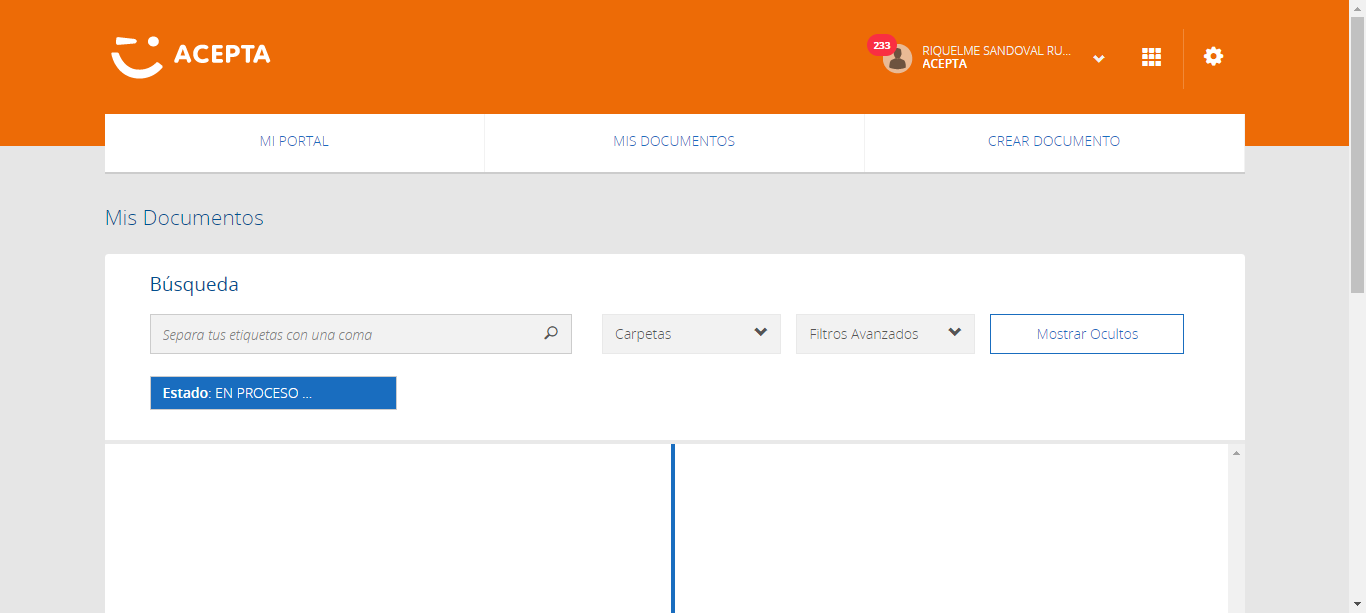 ACEPTA
233
RIQUELME SANDOVAL RU...
ACEPTA
MI PORTAL
MIS DOCUMENTOS
CREAR DOCUMENTO
Mis Documentos
Búsqueda
Separa tus etiquetas con una coma
Carpetas
Filtros Avanzados
Mostrar Ocultos
Estado: EN PROCESO ...